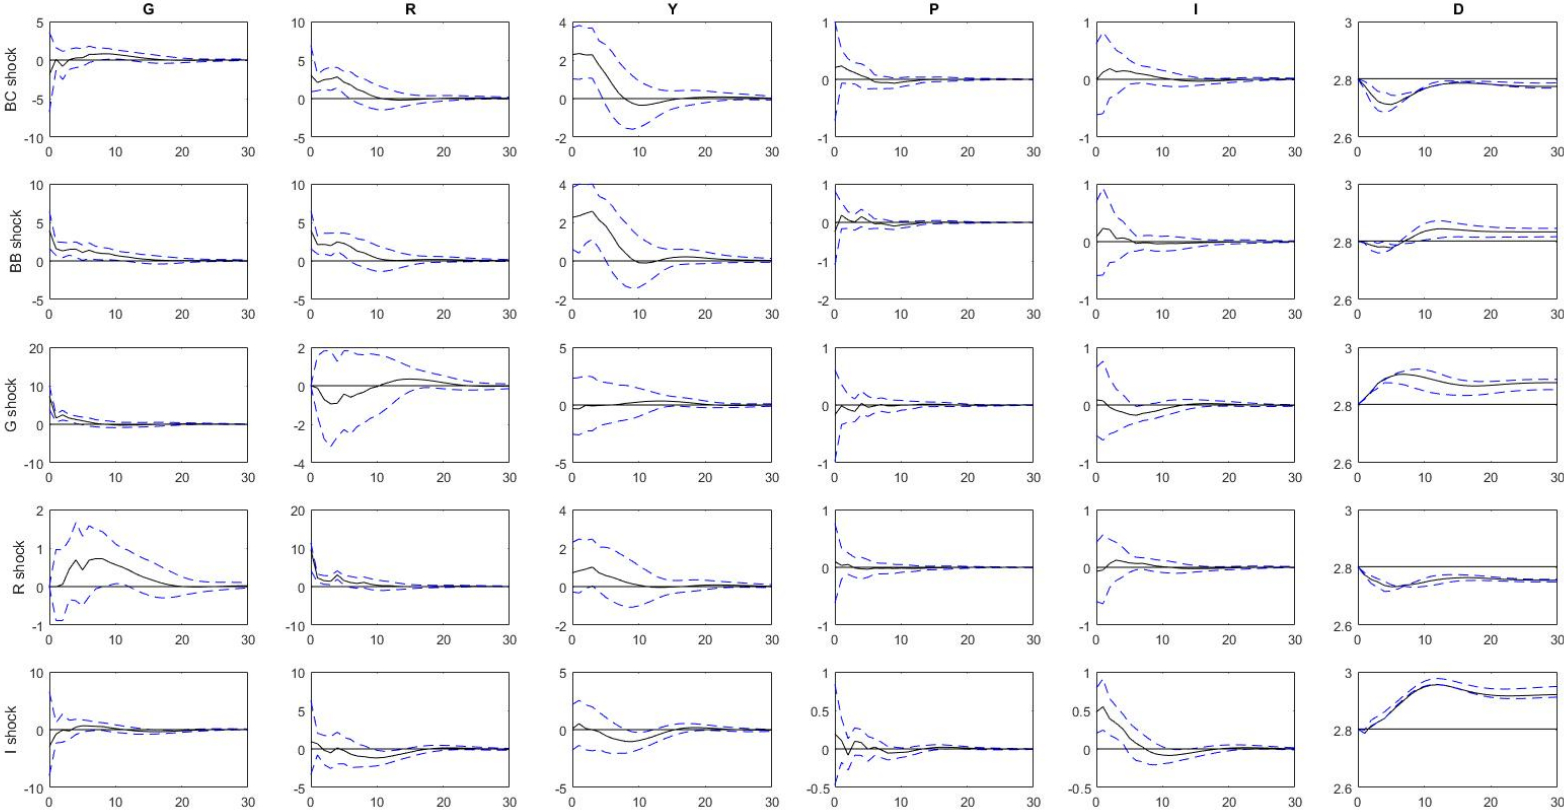 G R Y P I D
BC shock
5 10 4 1 1 3
0 5 2 0 0 2.8
-5 0 0 -1 -1 2.6
-10 -5 -2
0 10 20 30 0 10 20 30 0 10 20 30 0 10 20 30 0 10 20 30 0 10 20 30
BB shock
10 10 4 1 1 3
5 5 2 0 0 2.8
0 0 0 -1 -1 2.6
-5 -5 -2 -2
0 10 20 30 0 10 20 30 0 10 20 30 0 10 20 30 0 10 20 30 0 10 20 30
G shock
20 2 5 1 1 3
10 0 0 0 0 2.8
0 -2 -5 -1 -1 2.6
-10 -4
0 10 20 30 0 10 20 30 0 10 20 30 0 10 20 30 0 10 20 30 0 10 20 30
R shock
2 20 4 1 1 3
1 10 2 0 0 2.8
0 0 0 -1 -1 2.6
-1 -10 -2
0 10 20 30 0 10 20 30 0 10 20 30 0 10 20 30 0 10 20 30 0 10 20 30
I shock
10 10 5 1 1 3
0 5 0 0.5 0.5 2.8
-10 0 -5 0 0 2.6
-5 -0.5 -0.5
0 10 20 30 0 10 20 30 0 10 20 30 0 10 20 30 0 10 20 30 0 10 20 30